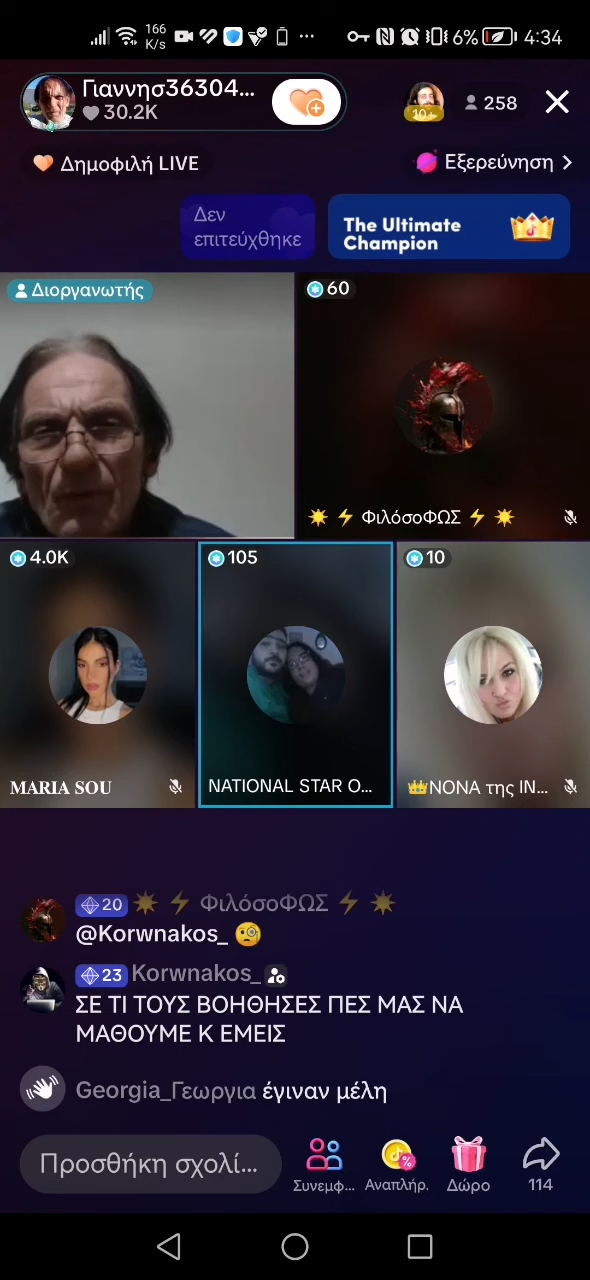 166
K/s
6%
4:34
Γιαννησ36304...
30.2K
10+
258
Δημοφιλή LIVE
Εξερεύνηση
Δεν
επιτεύχθηκε
The Ultimate
Champion
Διοργανωτής
60
ΦιλόσοΦΩΣ
4.0K
105
10
MARIA SOU
NATIONAL STAR O...
NONA της IN...
20 ΦιλόσοΦΩΣ
@Korwnakos_
23 Korwnakos_
ΣΕ ΤΙ ΤΟΥΣ ΒΟΗΘΗΣΕΣ ΠΕΣ ΜΑΣ ΝΑ
ΜΑΘΟΥΜΕ Κ ΕΜΕΙΣ
Georgia_Γεωργια έγιναν μέλη
Προσθήκη σχολί...
Συνεμφ...
Αναπλήρ.
Δώρο
114